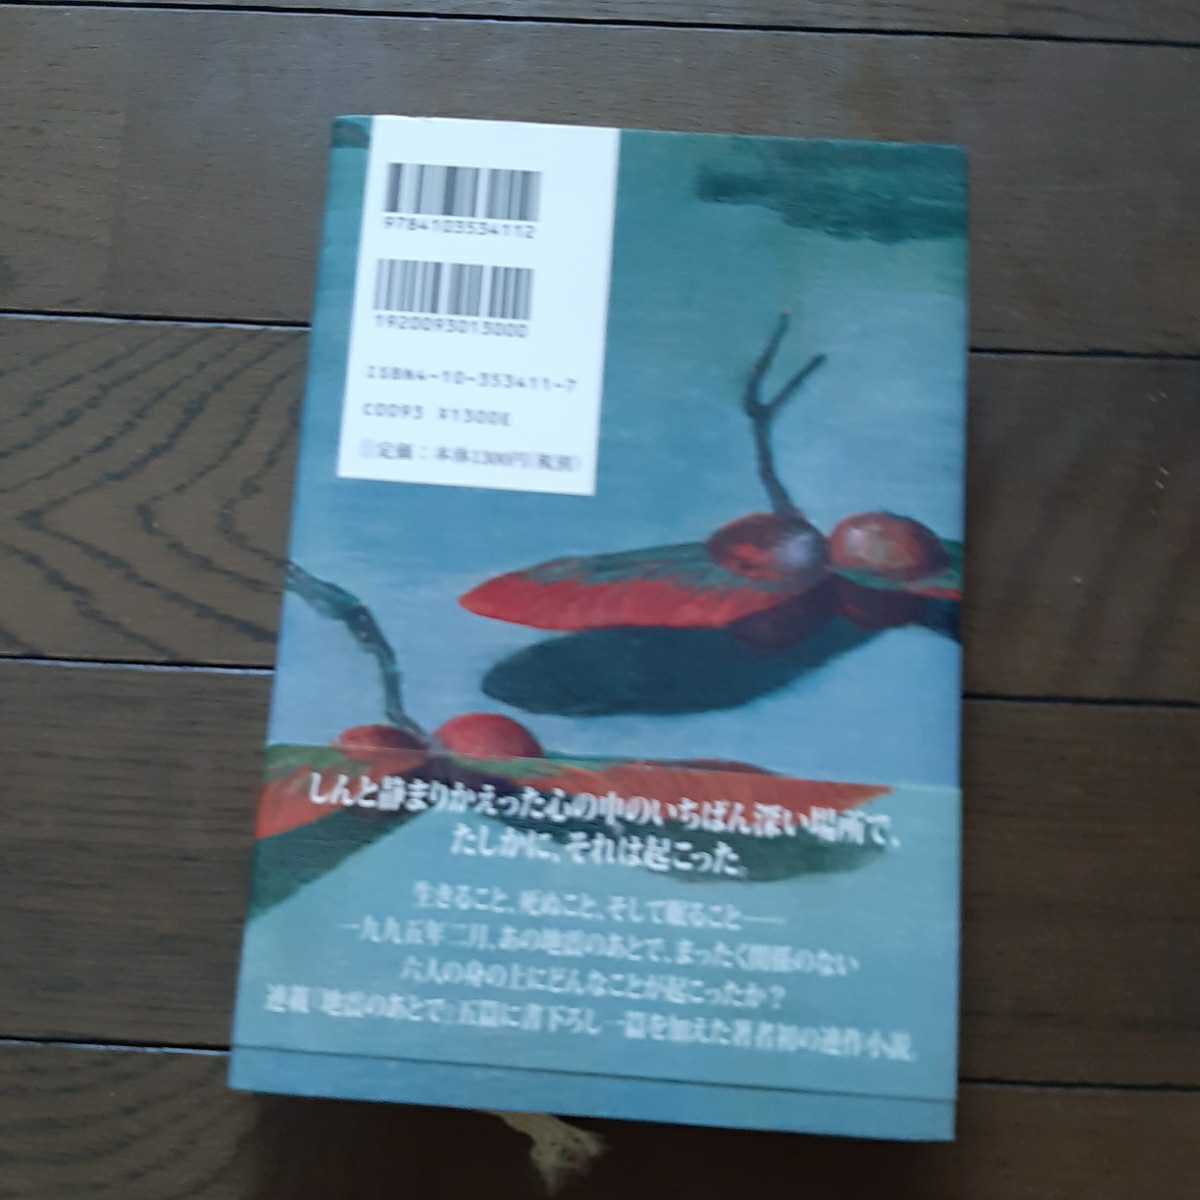 9784103534112
1920093013000
ISBN4-10-353411-7
C0093 ¥1300E
定価：本体1300円(税別)
しんと静まりかえった心の中のいちばん深い場所で、
たしかに、それは起こった。
生きること、死ぬこと、そして眠ること──
一九九五年二月、あの地震のあとで、まったく関係のない
六人の身の上にどんなことが起こったか？
連載『地震のあとで』五篇に書下ろし一篇を加えた著者初の連作小説。